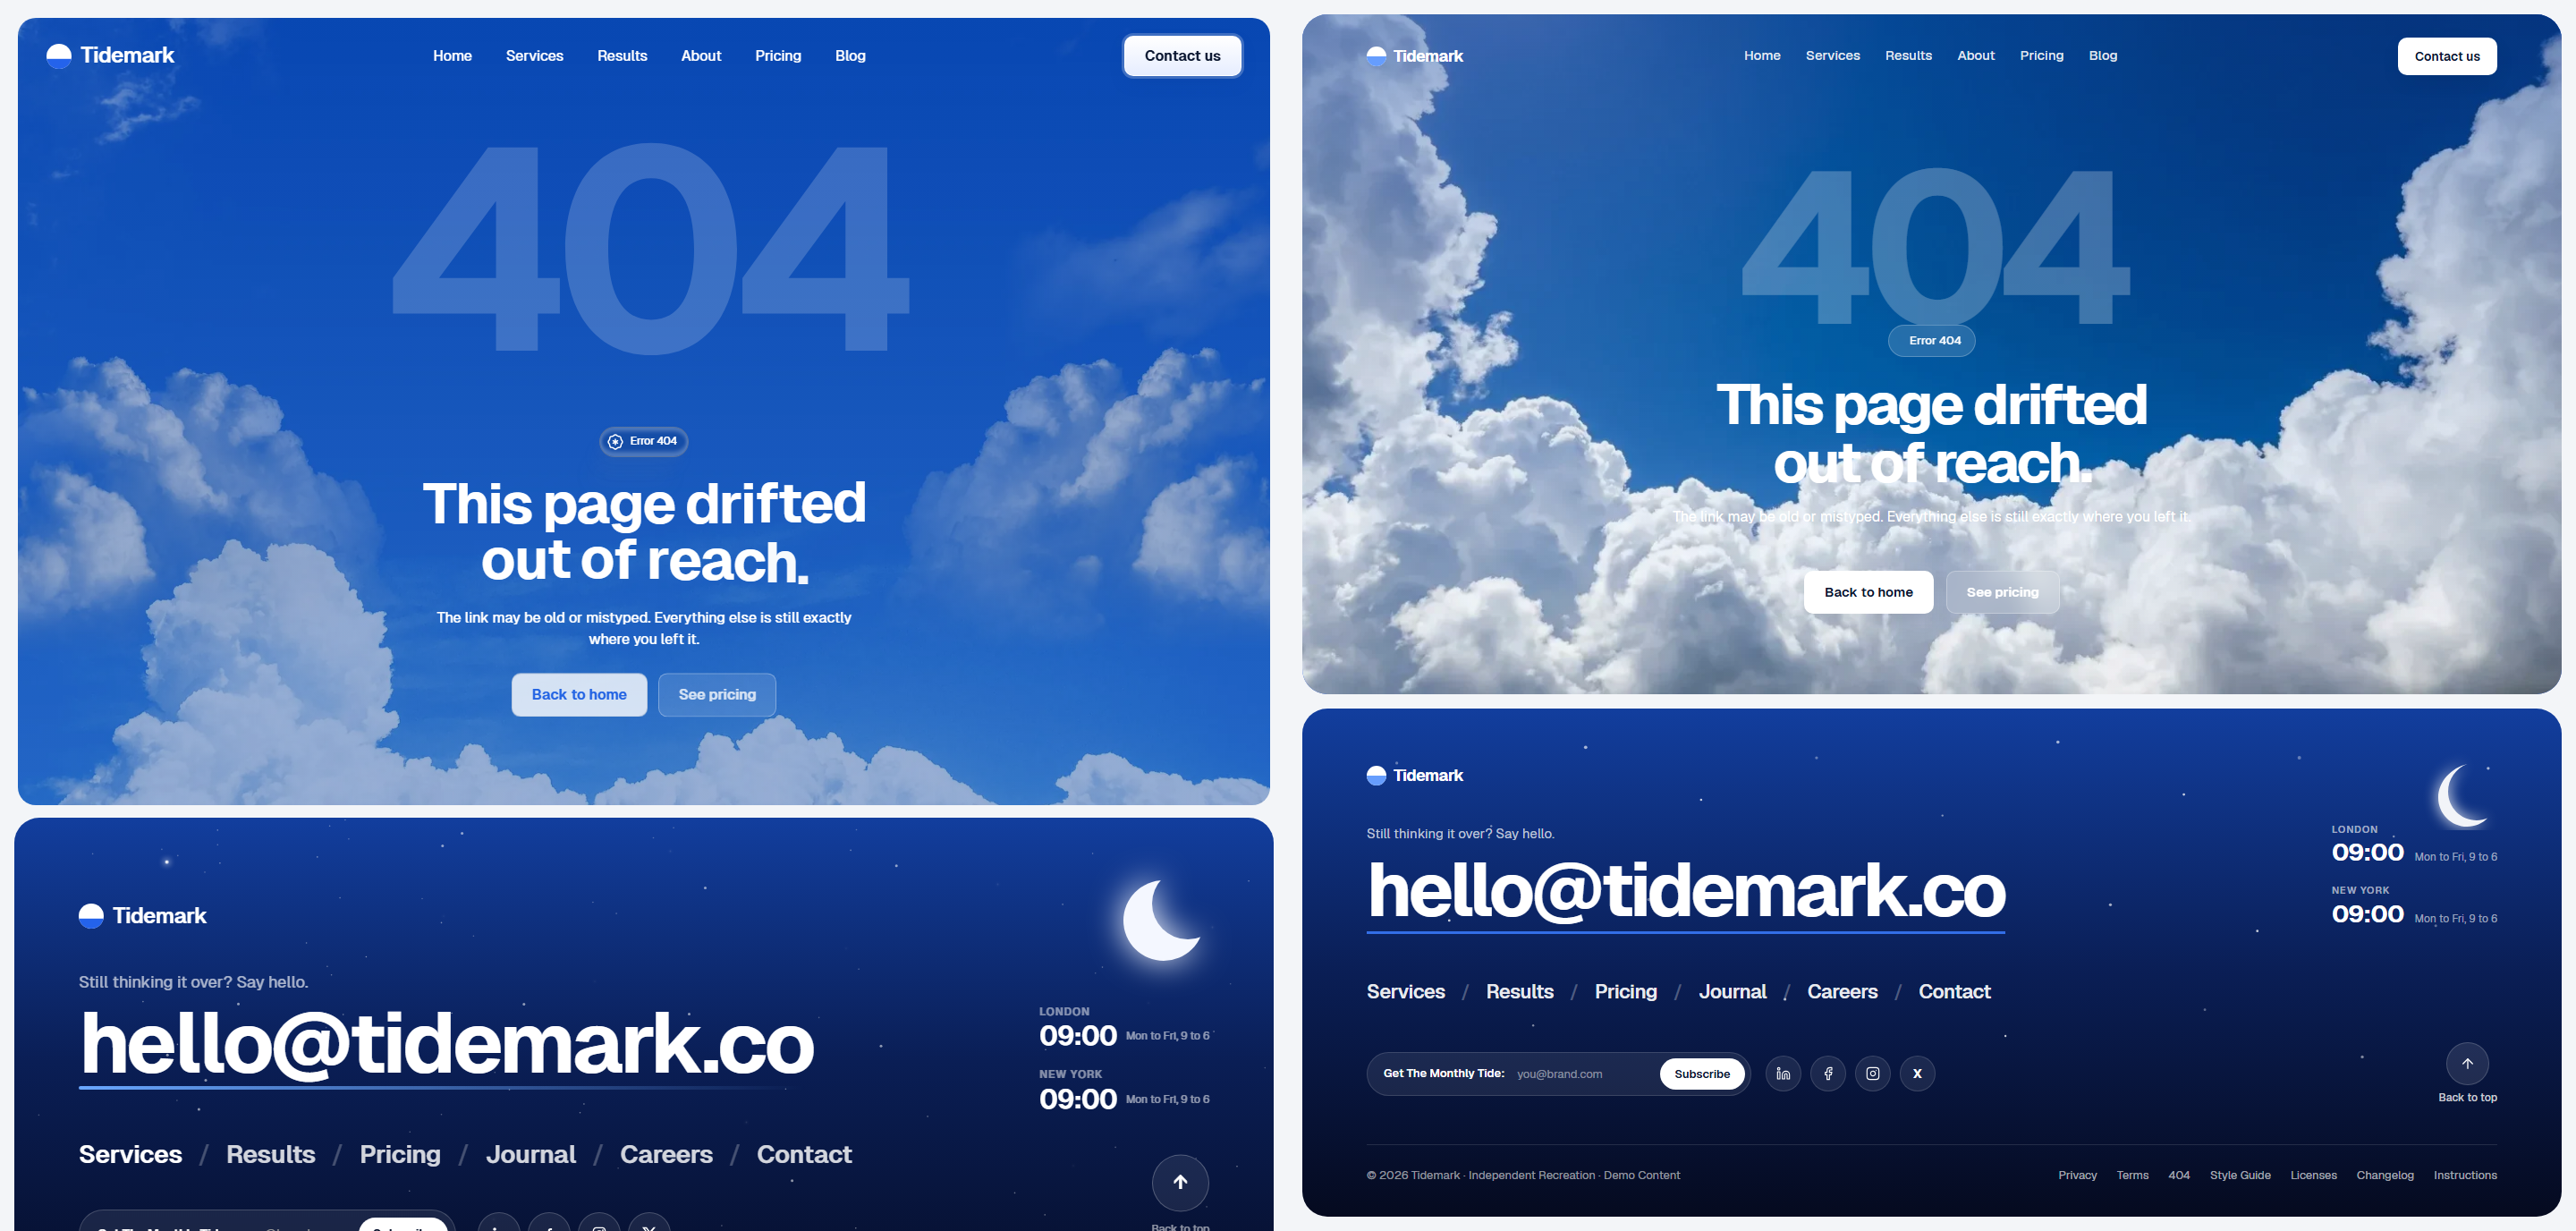 Tidemark
Home Services Results About Pricing Blog
Contact us
404
Error 404
This page drifted
out of reach.
The link may be old or mistyped. Everything else is still exactly
where you left it.
Back to home See pricing
Tidemark
Still thinking it over? Say hello.
hello@tidemark.co
LONDON
09:00 Mon to Fri, 9 to 6
NEW YORK
09:00 Mon to Fri, 9 to 6
Services / Results / Pricing / Journal / Careers / Contact
Back to top
Tidemark
Home Services Results About Pricing Blog
Contact us
404
Error 404
This page drifted
out of reach.
The link may be old or mistyped. Everything else is still exactly where you left it.
Back to home See pricing
Tidemark
Still thinking it over? Say hello.
hello@tidemark.co
LONDON
09:00 Mon to Fri, 9 to 6
NEW YORK
09:00 Mon to Fri, 9 to 6
Services / Results / Pricing / Journal / Careers / Contact
Get The Monthly Tide: you@brand.com Subscribe
Back to top
© 2026 Tidemark · Independent Recreation · Demo Content
Privacy Terms 404 Style Guide Licenses Changelog Instructions